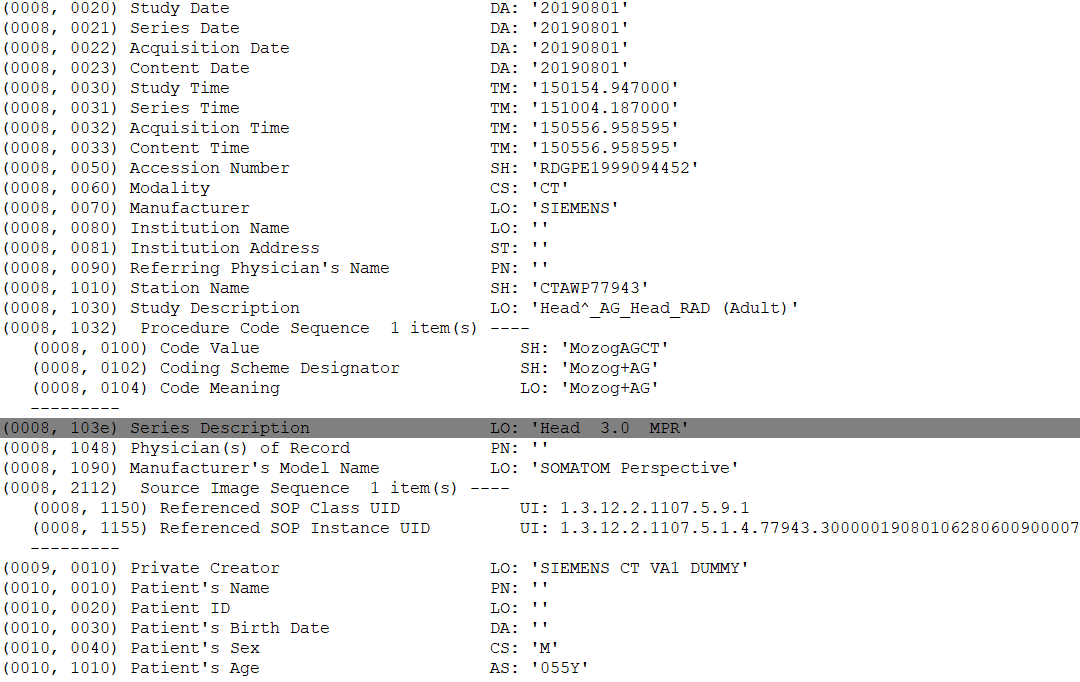 (0008, 0020) Study Date                          DA: '20190801'
(0008, 0021) Series Date                         DA: '20190801'
(0008, 0022) Acquisition Date                    DA: '20190801'
(0008, 0023) Content Date                        DA: '20190801'
(0008, 0030) Study Time                          TM: '150154.947000'
(0008, 0031) Series Time                         TM: '151004.187000'
(0008, 0032) Acquisition Time                    TM: '150556.958595'
(0008, 0033) Content Time                        TM: '150556.958595'
(0008, 0050) Accession Number                    SH: 'RDGPE1999094452'
(0008, 0060) Modality                            CS: 'CT'
(0008, 0070) Manufacturer                        LO: 'SIEMENS'
(0008, 0080) Institution Name                    LO: ''
(0008, 0081) Institution Address                 ST: ''
(0008, 0090) Referring Physician's Name          PN: ''
(0008, 1010) Station Name                        SH: 'CTAWP77943'
(0008, 1030) Study Description                   LO: 'Head^_AG_Head_RAD (Adult)'
(0008, 1032)  Procedure Code Sequence  1 item(s) ----
   (0008, 0100) Code Value                          SH: 'MozogAGCT'
   (0008, 0102) Coding Scheme Designator            SH: 'Mozog+AG'
   (0008, 0104) Code Meaning                        LO: 'Mozog+AG'
   ---------
(0008, 103e) Series Description                  LO: 'Head  3.0  MPR'
(0008, 1048) Physician(s) of Record              PN: ''
(0008, 1090) Manufacturer's Model Name           LO: 'SOMATOM Perspective'
(0008, 2112)  Source Image Sequence  1 item(s) ----
   (0008, 1150) Referenced SOP Class UID            UI: 1.3.12.2.1107.5.9.1
   (0008, 1155) Referenced SOP Instance UID         UI: 1.3.12.2.1107.5.1.4.77943.30000019080106280600900007
   ---------
(0009, 0010) Private Creator                     LO: 'SIEMENS CT VA1 DUMMY'
(0010, 0010) Patient's Name                      PN: ''
(0010, 0020) Patient ID                          LO: ''
(0010, 0030) Patient's Birth Date                DA: ''
(0010, 0040) Patient's Sex                       CS: 'M'
(0010, 1010) Patient's Age                       AS: '055Y'